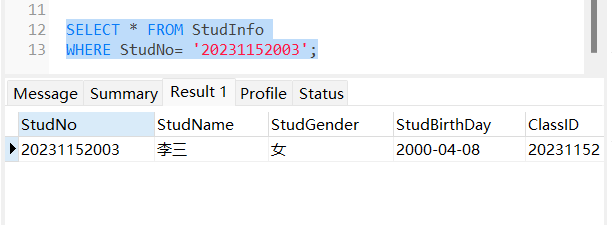 11
12 SELECT * FROM StudInfo
13 WHERE StudNo= '20231152003';
Message Summary Result 1 Profile Status
StudNo StudName StudGender StudBirthDay ClassID
20231152003 李三 女 2000-04-08 20231152